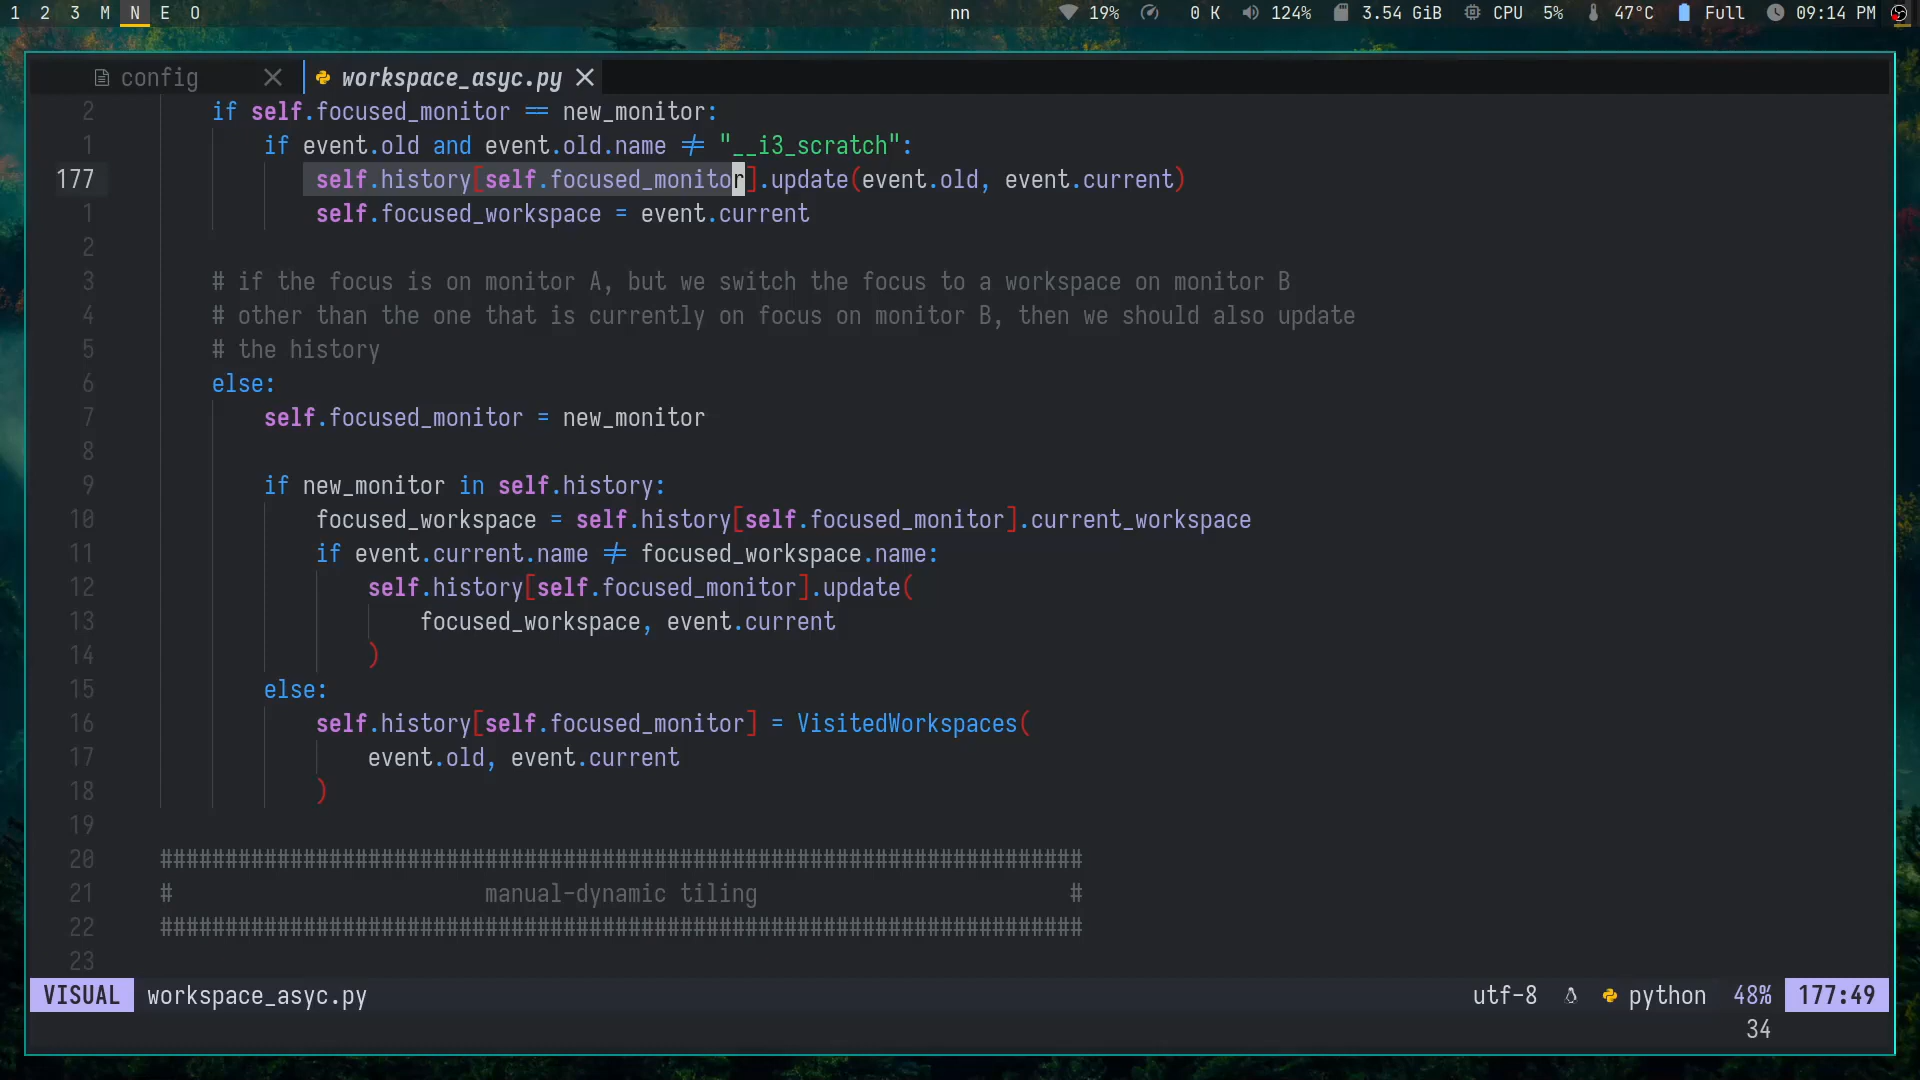 1 2 3 M N E O nn 19% 0 K 124% 3.54 GiB CPU 5% 47°C Full 09:14 PM
config workspace_asyc.py
2 if self.focused_monitor == new_monitor:
1 if event.old and event.old.name ≠ "__i3_scratch":
177 self.history[self.focused_monitor].update(event.old, event.current)
1 self.focused_workspace = event.current
2
3 # if the focus is on monitor A, but we switch the focus to a workspace on monitor B
4 # other than the one that is currently on focus on monitor B, then we should also update
5 # the history
6 else:
7 self.focused_monitor = new_monitor
8
9 if new_monitor in self.history:
10 focused_workspace = self.history[self.focused_monitor].current_workspace
11 if event.current.name ≠ focused_workspace.name:
12 self.history[self.focused_monitor].update(
13 focused_workspace, event.current
14 )
15 else:
16 self.history[self.focused_monitor] = VisitedWorkspaces(
17 event.old, event.current
18 )
19
20 #######################################################################
21 # manual-dynamic tiling #
22 #######################################################################
23
VISUAL workspace_asyc.py utf-8 python 48% 177:49
34